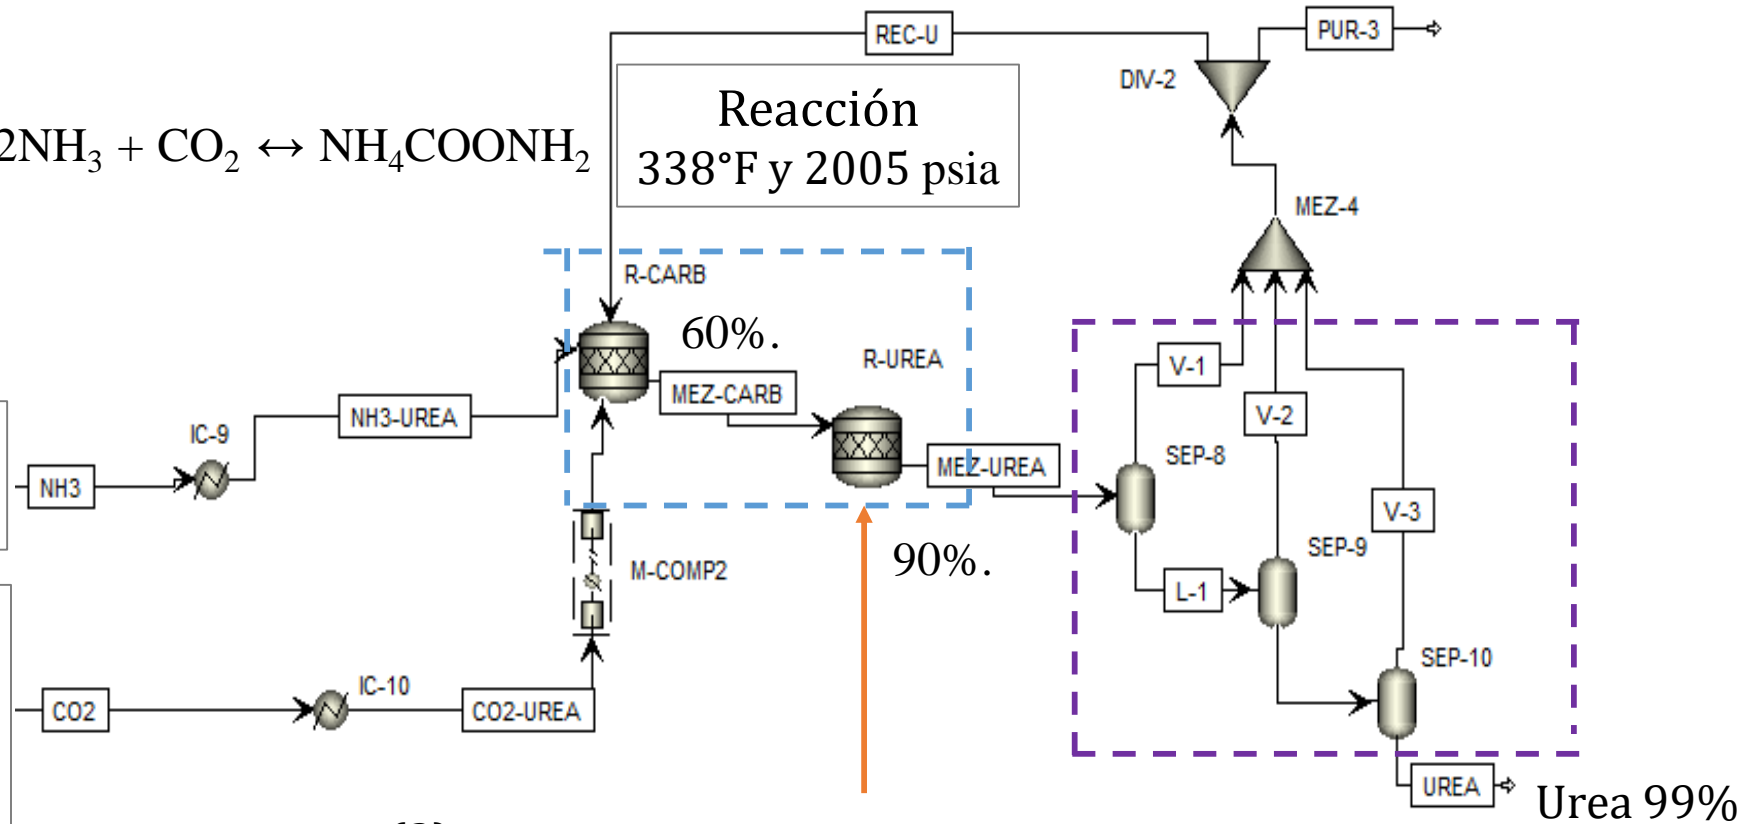 REC-U
PUR-3
DIV-2
Reacción
338°F y 2005 psia
2NH₃ + CO₂ ↔ NH₄COONH₂
MEZ-4
R-CARB
60%.
R-UREA
V-1
MEZ-CARB
V-2
NH3-UREA
IC-9
SEP-8
MEZ-UREA
NH3
V-3
SEP-9
90%.
M-COMP2
L-1
SEP-10
IC-10
CO2
CO2-UREA
UREA
Urea 99%